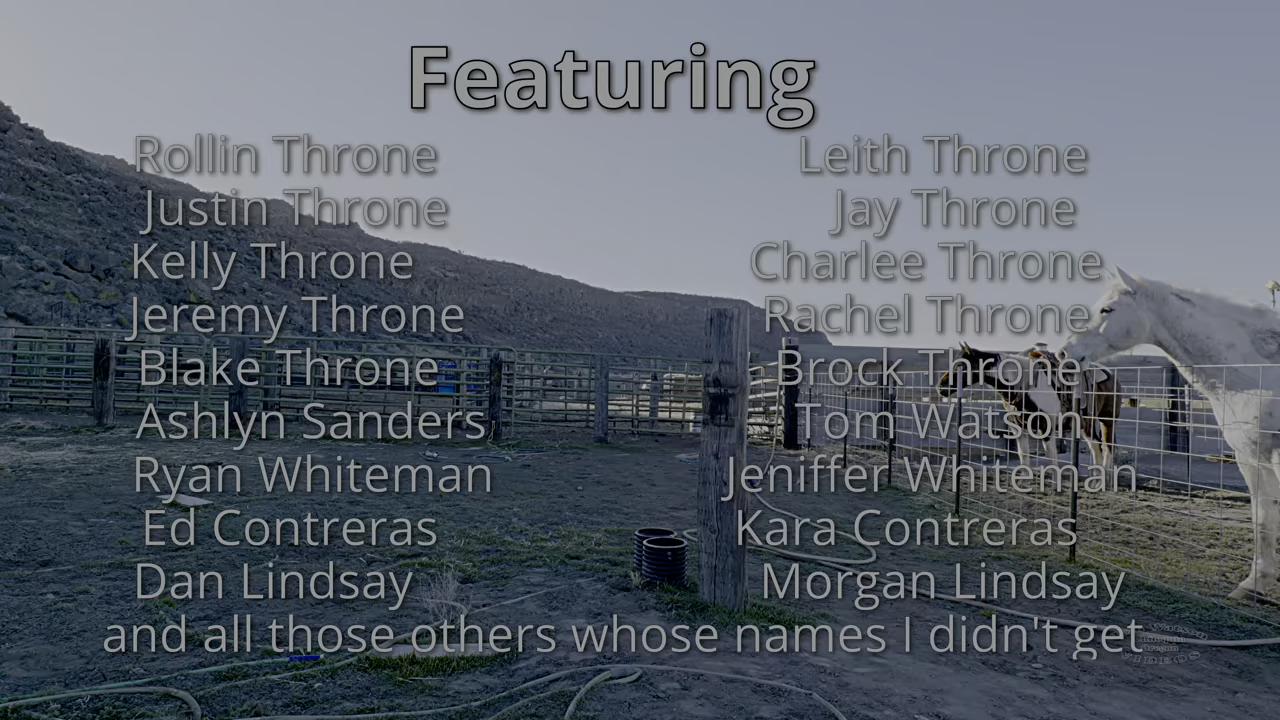 Featuring
Rollin Throne Leith Throne
Justin Throne Jay Throne
Kelly Throne Charlee Throne
Jeremy Throne Rachel Throne
Blake Throne Brock Throne
Ashlyn Sanders Tom Watson
Ryan Whiteman Jeniffer Whiteman
Ed Contreras Kara Contreras
Dan Lindsay Morgan Lindsay
and all those others whose names I didn't get
VIDEOS